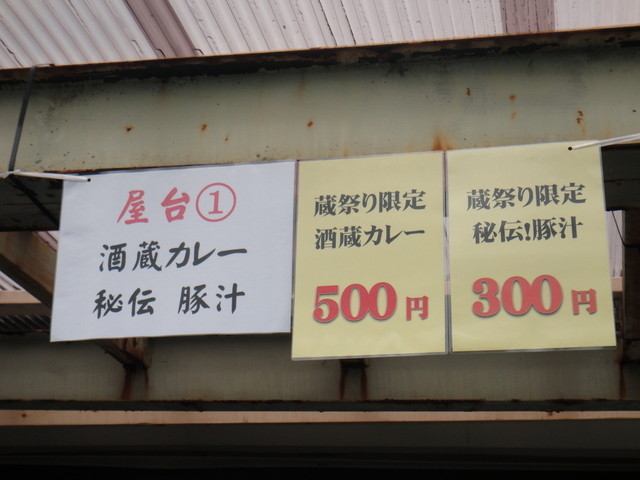 屋台①
酒蔵カレー
秘伝 豚汁
蔵祭り限定
酒蔵カレー
500円
蔵祭り限定
秘伝!豚汁
300円